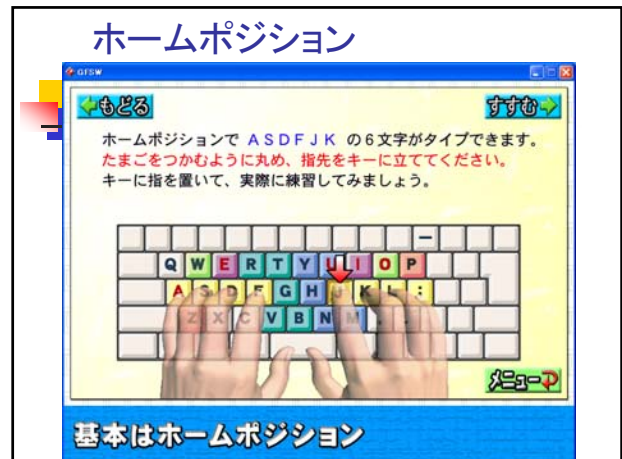 ホームポジション
GFSW
もどる
すすむ
ホームポジションで ＡＳＤＦＪＫ の６文字がタイプできます。
たまごをつかむように丸め、指先をキーに立ててください。
キーに指を置いて、実際に練習してみましょう。
ー
Q W E R T Y U I O P
A S D F G H J K L :
Z X C V B N M , .
メニュー
基本はホームポジション